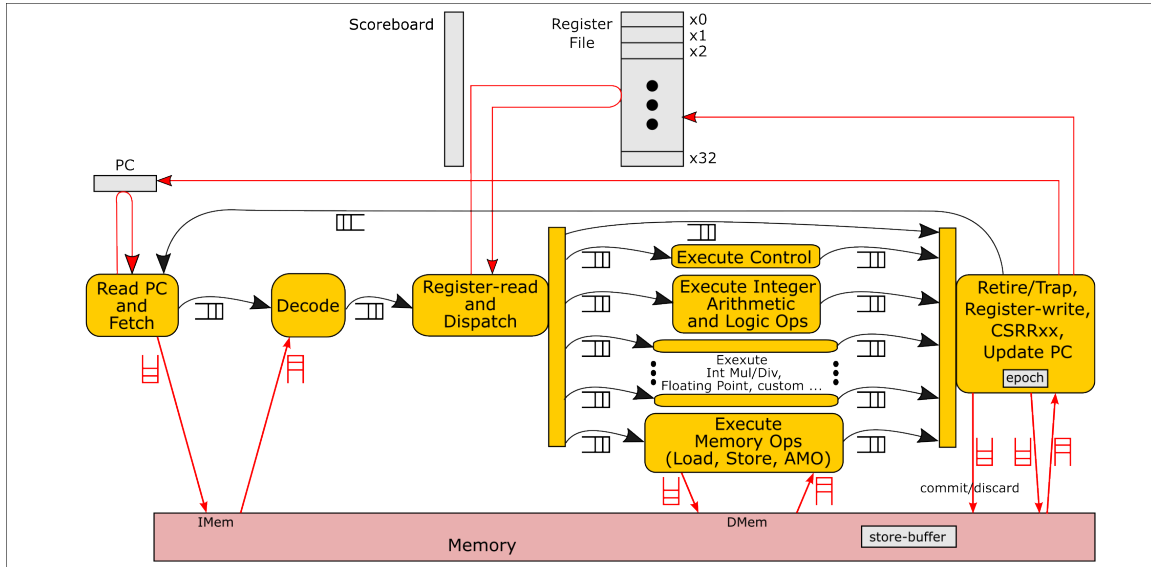 Scoreboard
Register
File
x0
x1
x2
x32
PC
Read PC
and
Fetch
Decode
Register-read
and
Dispatch
Execute Control
Execute Integer
Arithmetic
and Logic Ops
Exexute
Int Mul/Div,
Floating Point, custom ...
Execute
Memory Ops
(Load, Store, AMO)
Retire/Trap,
Register-write,
CSRRxx,
Update PC
epoch
commit/discard
IMem
DMem
store-buffer
Memory